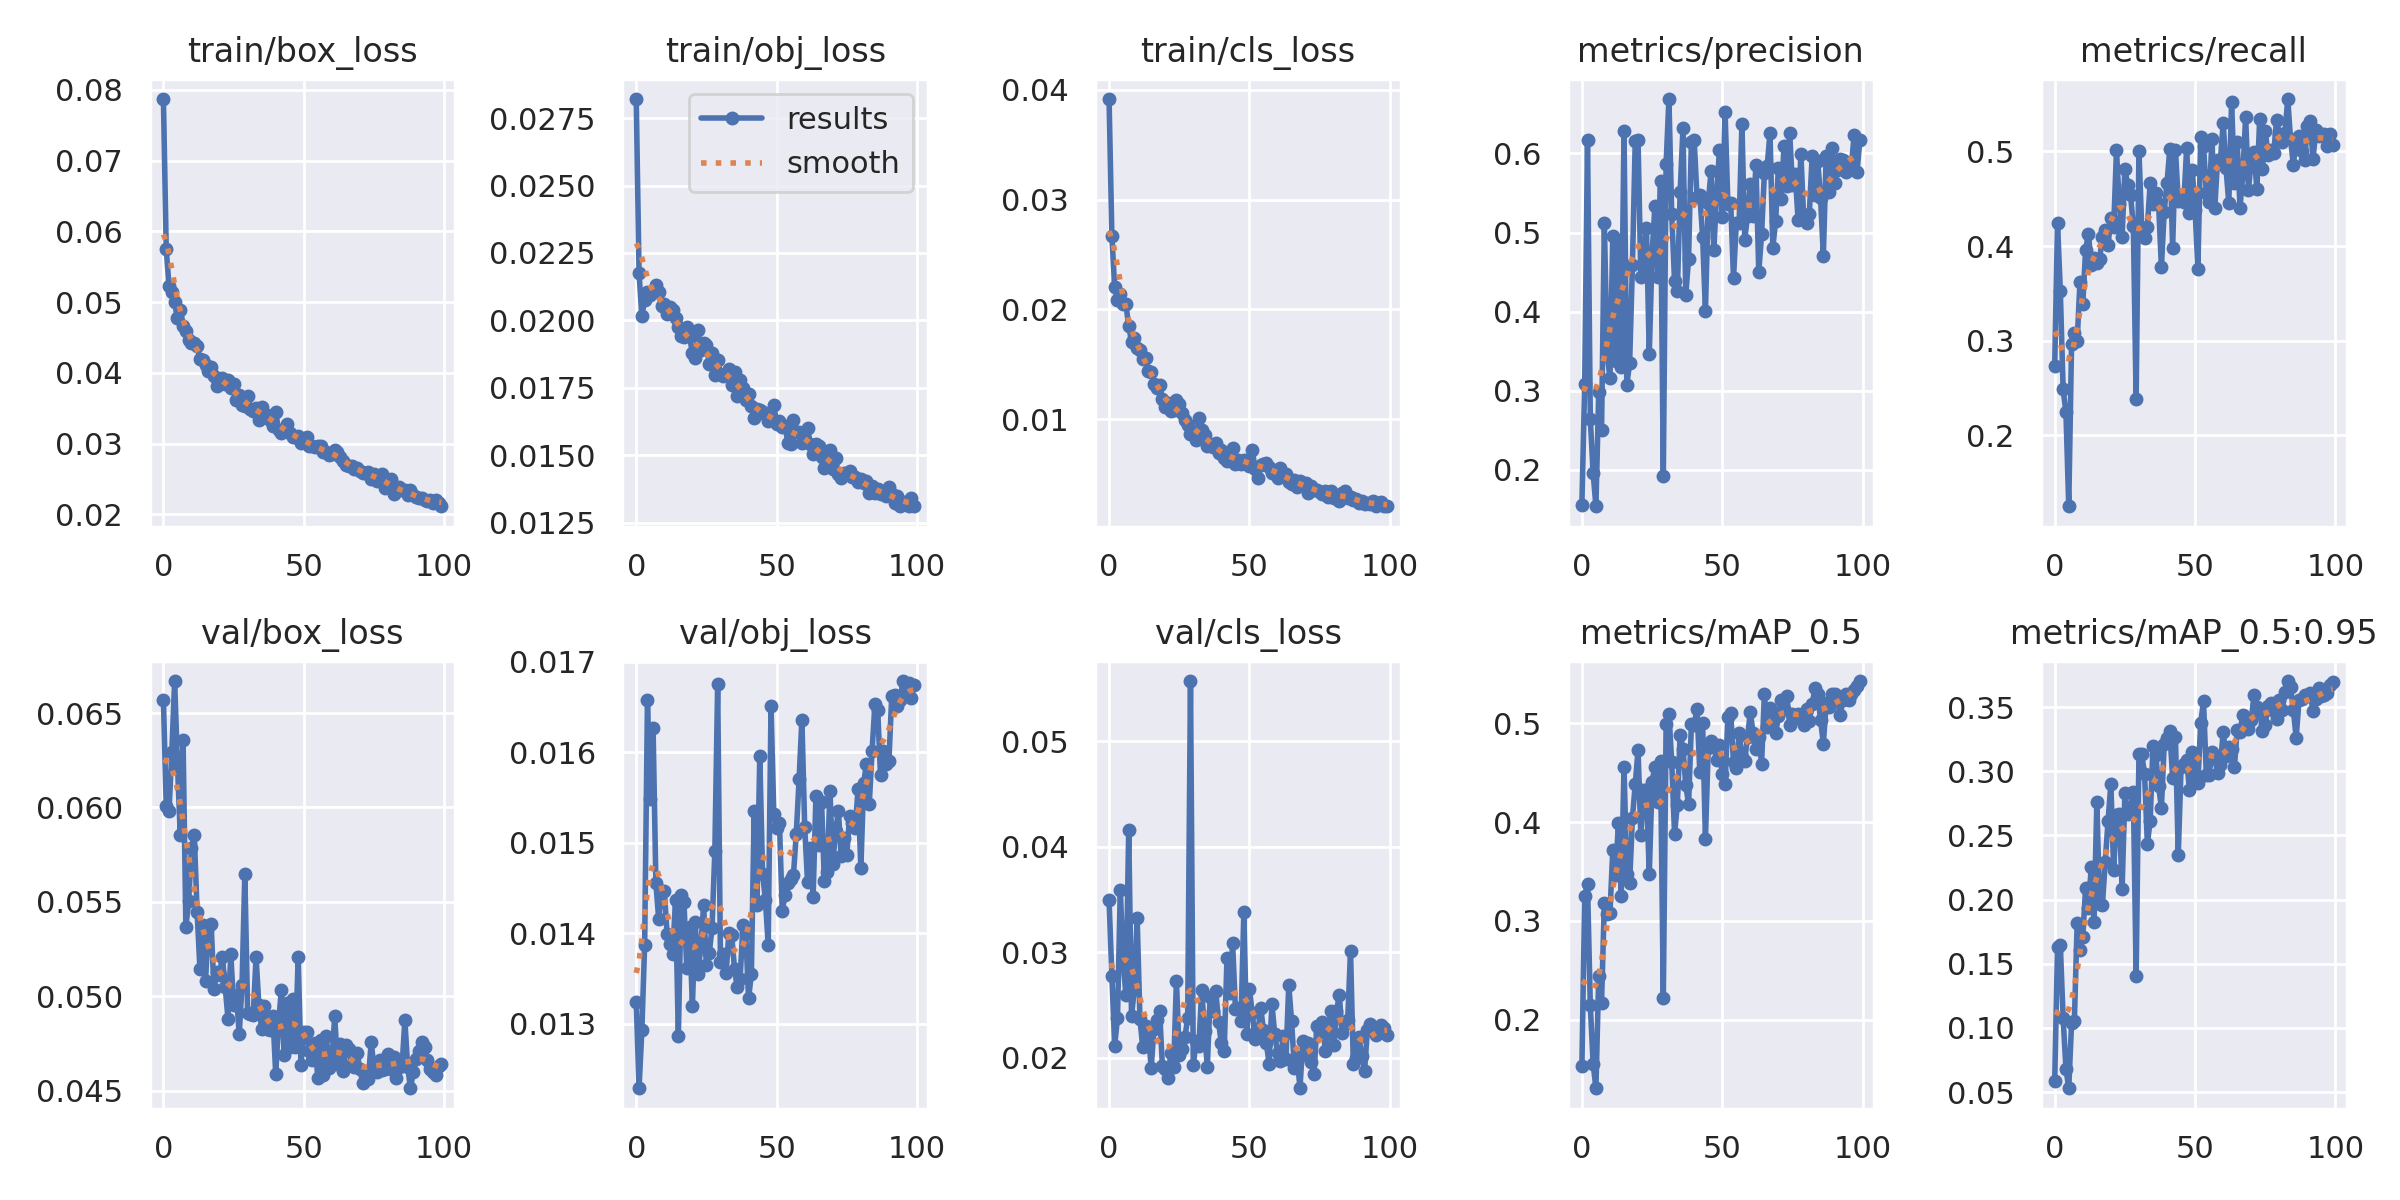 train/box_loss
0.08
0.07
0.06
0.05
0.04
0.03
0.02
0 50 100
train/obj_loss
results
smooth
0.0275
0.0250
0.0225
0.0200
0.0175
0.0150
0.0125
0 50 100
train/cls_loss
0.04
0.03
0.02
0.01
0 50 100
metrics/precision
0.6
0.5
0.4
0.3
0.2
0 50 100
metrics/recall
0.5
0.4
0.3
0.2
0 50 100
val/box_loss
0.065
0.060
0.055
0.050
0.045
0 50 100
val/obj_loss
0.017
0.016
0.015
0.014
0.013
0 50 100
val/cls_loss
0.05
0.04
0.03
0.02
0 50 100
metrics/mAP_0.5
0.5
0.4
0.3
0.2
0 50 100
metrics/mAP_0.5:0.95
0.35
0.30
0.25
0.20
0.15
0.10
0.05
0 50 100